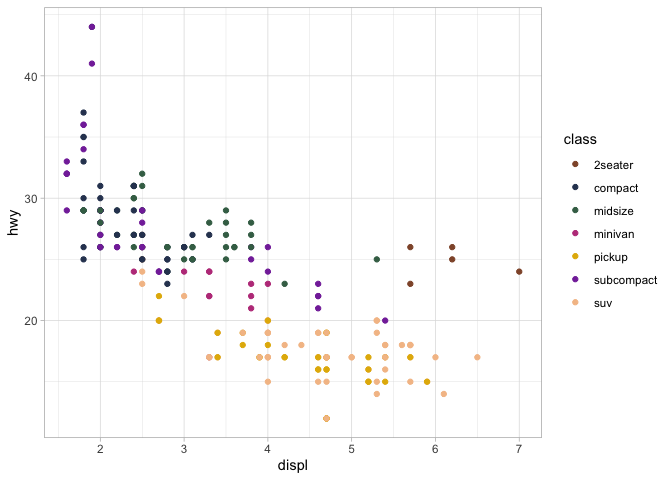 hwy
40
30
20
2
3
4
5
6
7
displ
class
2seater
compact
midsize
minivan
pickup
subcompact
suv